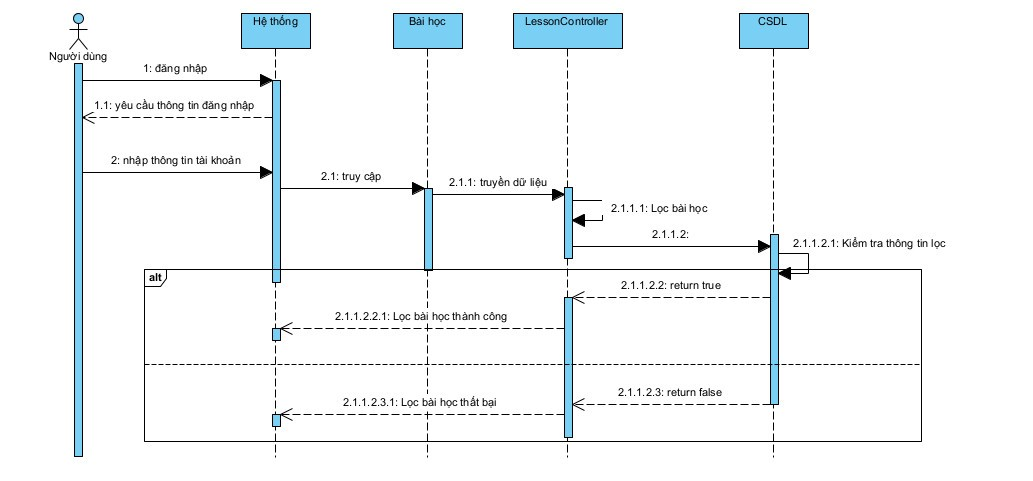 Hệ thống
Bài học
LessonController
CSDL
Người dùng
1: đăng nhập
1.1: yêu cầu thông tin đăng nhập
2: nhập thông tin tài khoản
2.1: truy cập
2.1.1: truyền dữ liệu
2.1.1.1: Lọc bài học
2.1.1.2:
2.1.1.2.1: Kiểm tra thông tin lọc
alt
2.1.1.2.2: return true
2.1.1.2.2.1: Lọc bài học thành công
2.1.1.2.3: return false
2.1.1.2.3.1: Lọc bài học thất bại